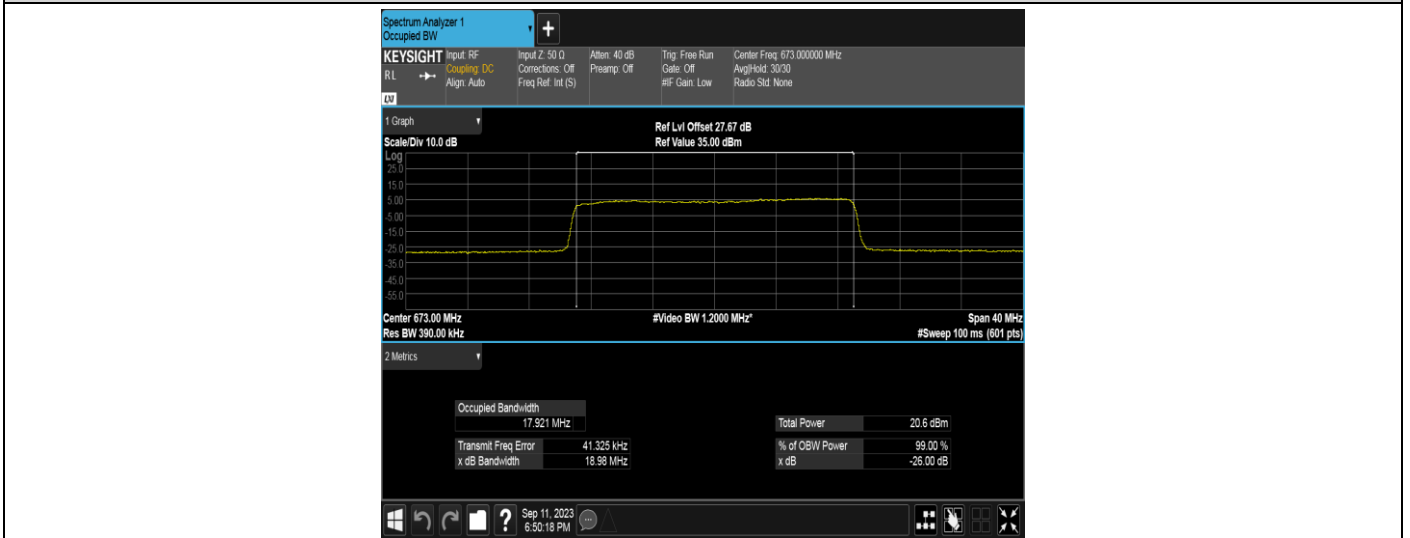 Spectrum Analyzer 1
Occupied BW
+
KEYSIGHT Input: RF Input Z: 50 Ω Atten: 40 dB Trig: Free Run Center Freq: 673.000000 MHz
RL Coupling: DC Corrections: Off Preamp: Off Gate: Off Avg|Hold: 30/30
Align: Auto Freq Ref: Int (S) #IF Gain: Low Radio Std: None
LXI
1 Graph Ref Lvl Offset 27.67 dB
Scale/Div 10.0 dB Ref Value 35.00 dBm
Log
25.0
15.0
5.00
-5.00
-15.0
-25.0
-35.0
-45.0
-55.0
Center 673.00 MHz #Video BW 1.2000 MHz* Span 40 MHz
Res BW 390.00 kHz #Sweep 100 ms (601 pts)
2 Metrics
Occupied Bandwidth
17.921 MHz Total Power 20.6 dBm
Transmit Freq Error 41.325 kHz % of OBW Power 99.00 %
x dB Bandwidth 18.98 MHz x dB -26.00 dB
? Sep 11, 2023
6:50:18 PM